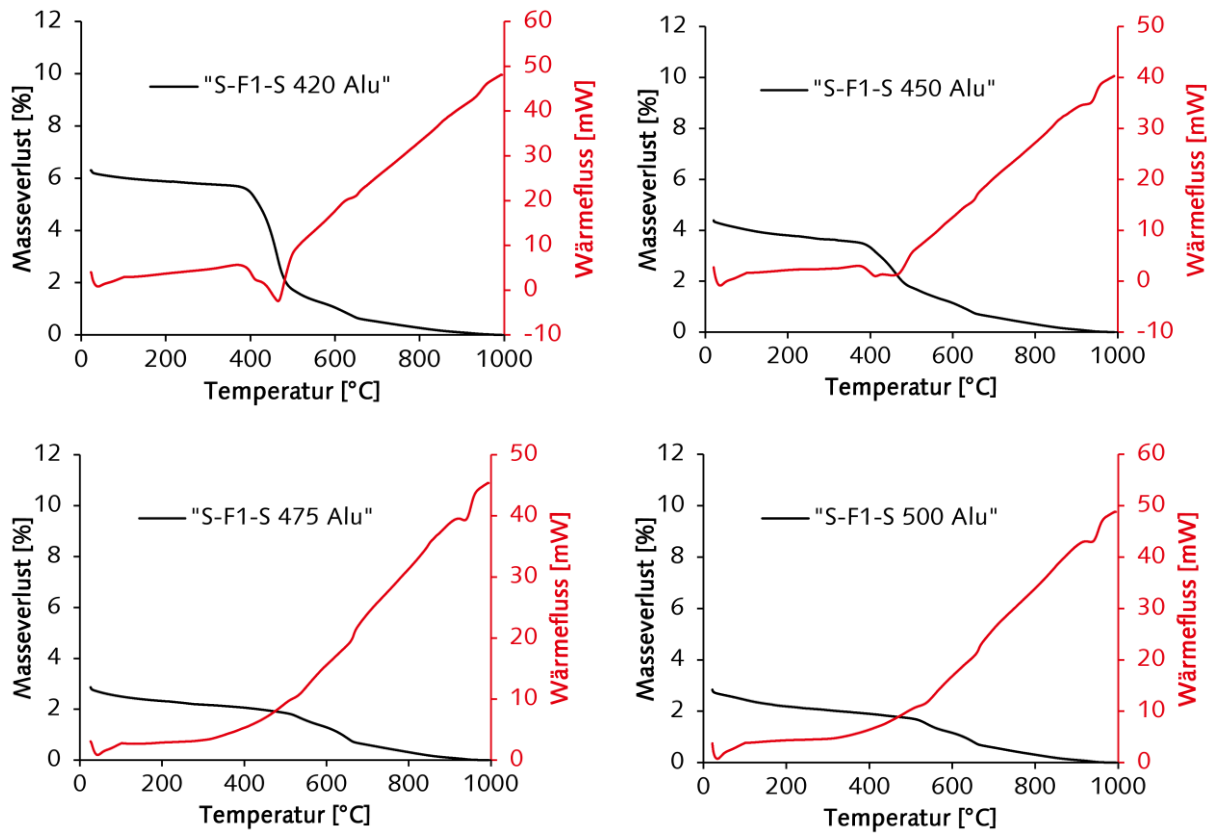 12
10
8
6
4
2
0
Masseverlust [%]
"S-F1-S 420 Alu"
60
50
40
30
20
10
0
-10
Wärmefluss [mW]
0 200 400 600 800 1000
Temperatur [°C]
12
10
8
6
4
2
0
Masseverlust [%]
"S-F1-S 450 Alu"
50
40
30
20
10
0
-10
Wärmefluss [mW]
0 200 400 600 800 1000
Temperatur [°C]
12
10
8
6
4
2
0
Masseverlust [%]
"S-F1-S 475 Alu"
50
40
30
20
10
0
Wärmefluss [mW]
0 200 400 600 800 1000
Temperatur [°C]
12
10
8
6
4
2
0
Masseverlust [%]
"S-F1-S 500 Alu"
60
50
40
30
20
10
0
Wärmefluss [mW]
0 200 400 600 800 1000
Temperatur [°C]